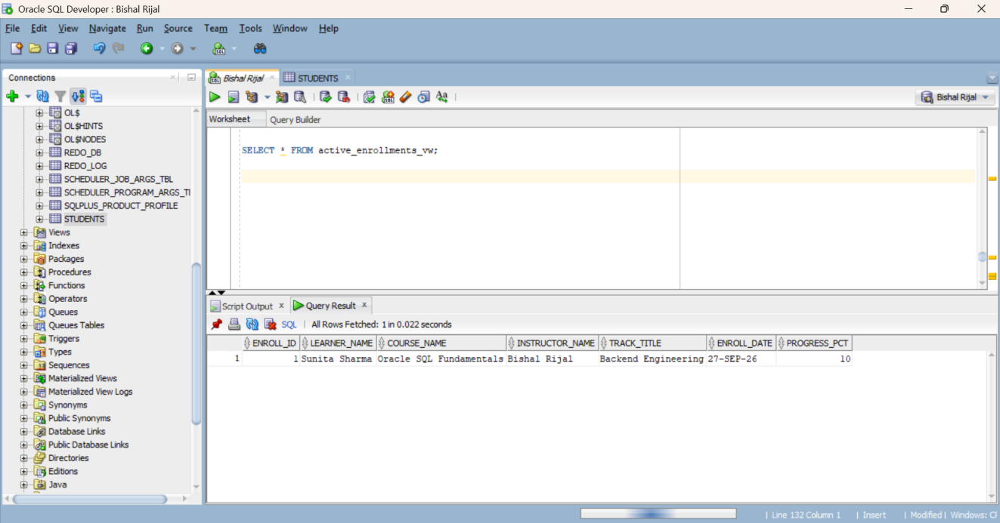 Oracle SQL Developer : Bishal Rijal
File Edit View Navigate Run Source Team Tools Window Help
Connections
OL$
OL$HINTS
OL$NODES
REDO_DB
REDO_LOG
SCHEDULER_JOB_ARGS_TBL
SCHEDULER_PROGRAM_ARGS_T
SQLPLUS_PRODUCT_PROFILE
STUDENTS
Views
Indexes
Packages
Procedures
Functions
Operators
Queues
Queues Tables
Triggers
Types
Sequences
Materialized Views
Materialized View Logs
Synonyms
Public Synonyms
Database Links
Public Database Links
Directories
Editions
Java
Bishal Rijal STUDENTS
Bishal Rijal
Worksheet Query Builder
SELECT * FROM active_enrollments_vw;
Script Output Query Result
SQL | All Rows Fetched: 1 in 0.022 seconds
ENROLL_ID LEARNER_NAME COURSE_NAME INSTRUCTOR_NAME TRACK_TITLE ENROLL_DATE PROGRESS_PCT
1 1 Sunita Sharma Oracle SQL Fundamentals Bishal Rijal Backend Engineering 27-SEP-26 10
| Line 132 Column 1 | Insert | Modified | Windows: CF